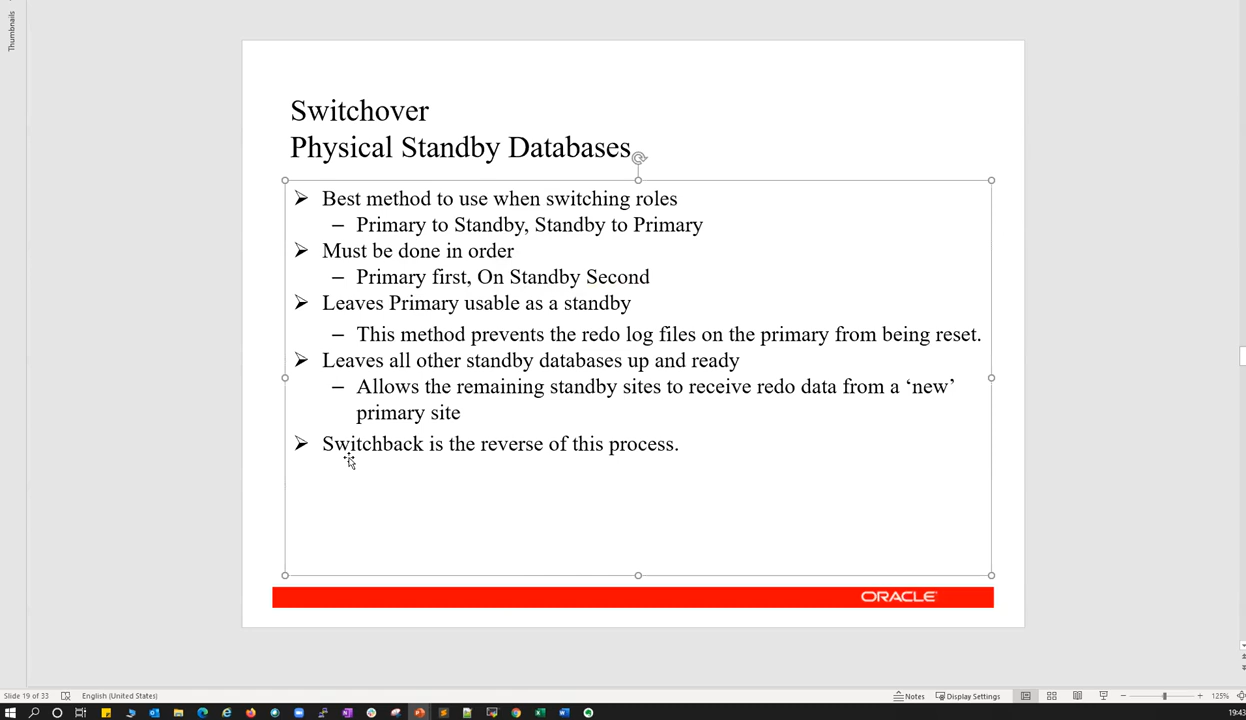 Thumbnails
Switchover
Physical Standby Databases
Best method to use when switching roles
– Primary to Standby, Standby to Primary
Must be done in order
– Primary first, On Standby Second
Leaves Primary usable as a standby
– This method prevents the redo log files on the primary from being reset.
Leaves all other standby databases up and ready
– Allows the remaining standby sites to receive redo data from a ‘new’
primary site
Switchback is the reverse of this process.
ORACLE
Slide 19 of 33 English (United States) Notes Display Settings 125%
19:43